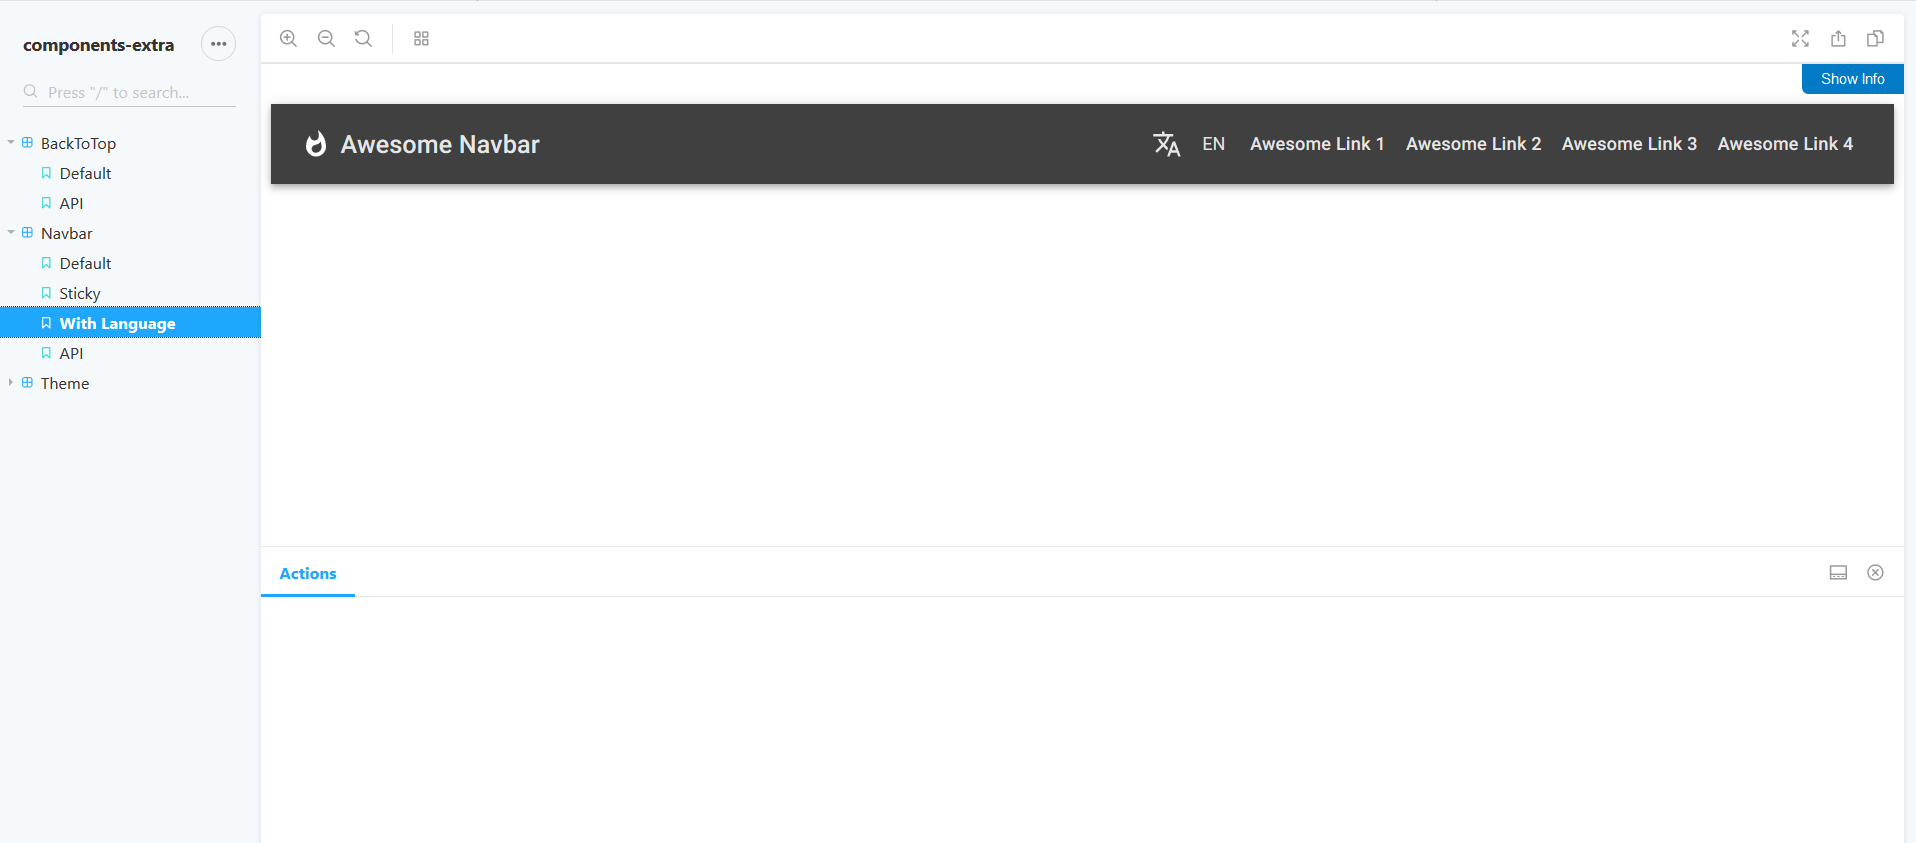 components-extra
Press "/" to search...
BackToTop
Default
API
Navbar
Default
Sticky
With Language
API
Theme
Show Info
Awesome Navbar
EN Awesome Link 1 Awesome Link 2 Awesome Link 3 Awesome Link 4
Actions